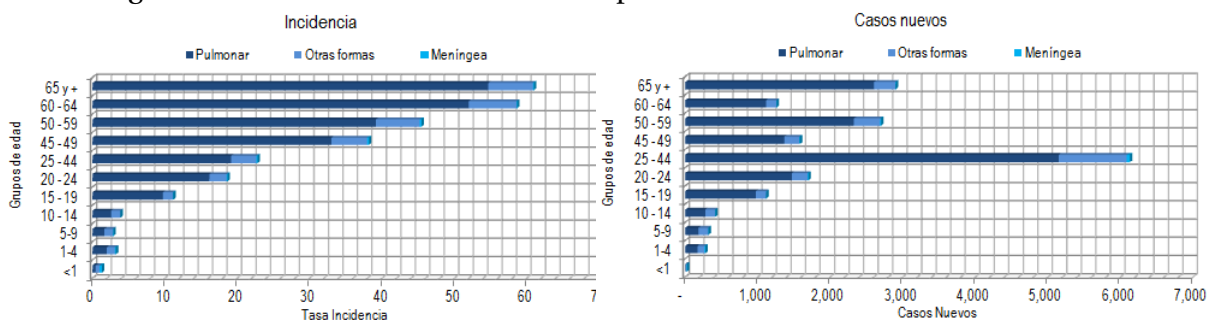 Incidencia
Pulmonar Otras formas Meníngea
Grupos de edad
65 y +
60 - 64
50 - 59
45 - 49
25 - 44
20 - 24
15 - 19
10 - 14
5-9
1-4
<1
0 10 20 30 40 50 60 7
Tasa Incidencia
Casos nuevos
Pulmonar Otras formas Meníngea
Grupos de edad
65 y +
60 - 64
50 - 59
45 - 49
25 - 44
20 - 24
15 - 19
10 - 14
5-9
1-4
<1
- 1,000 2,000 3,000 4,000 5,000 6,000 7,000
Casos Nuevos